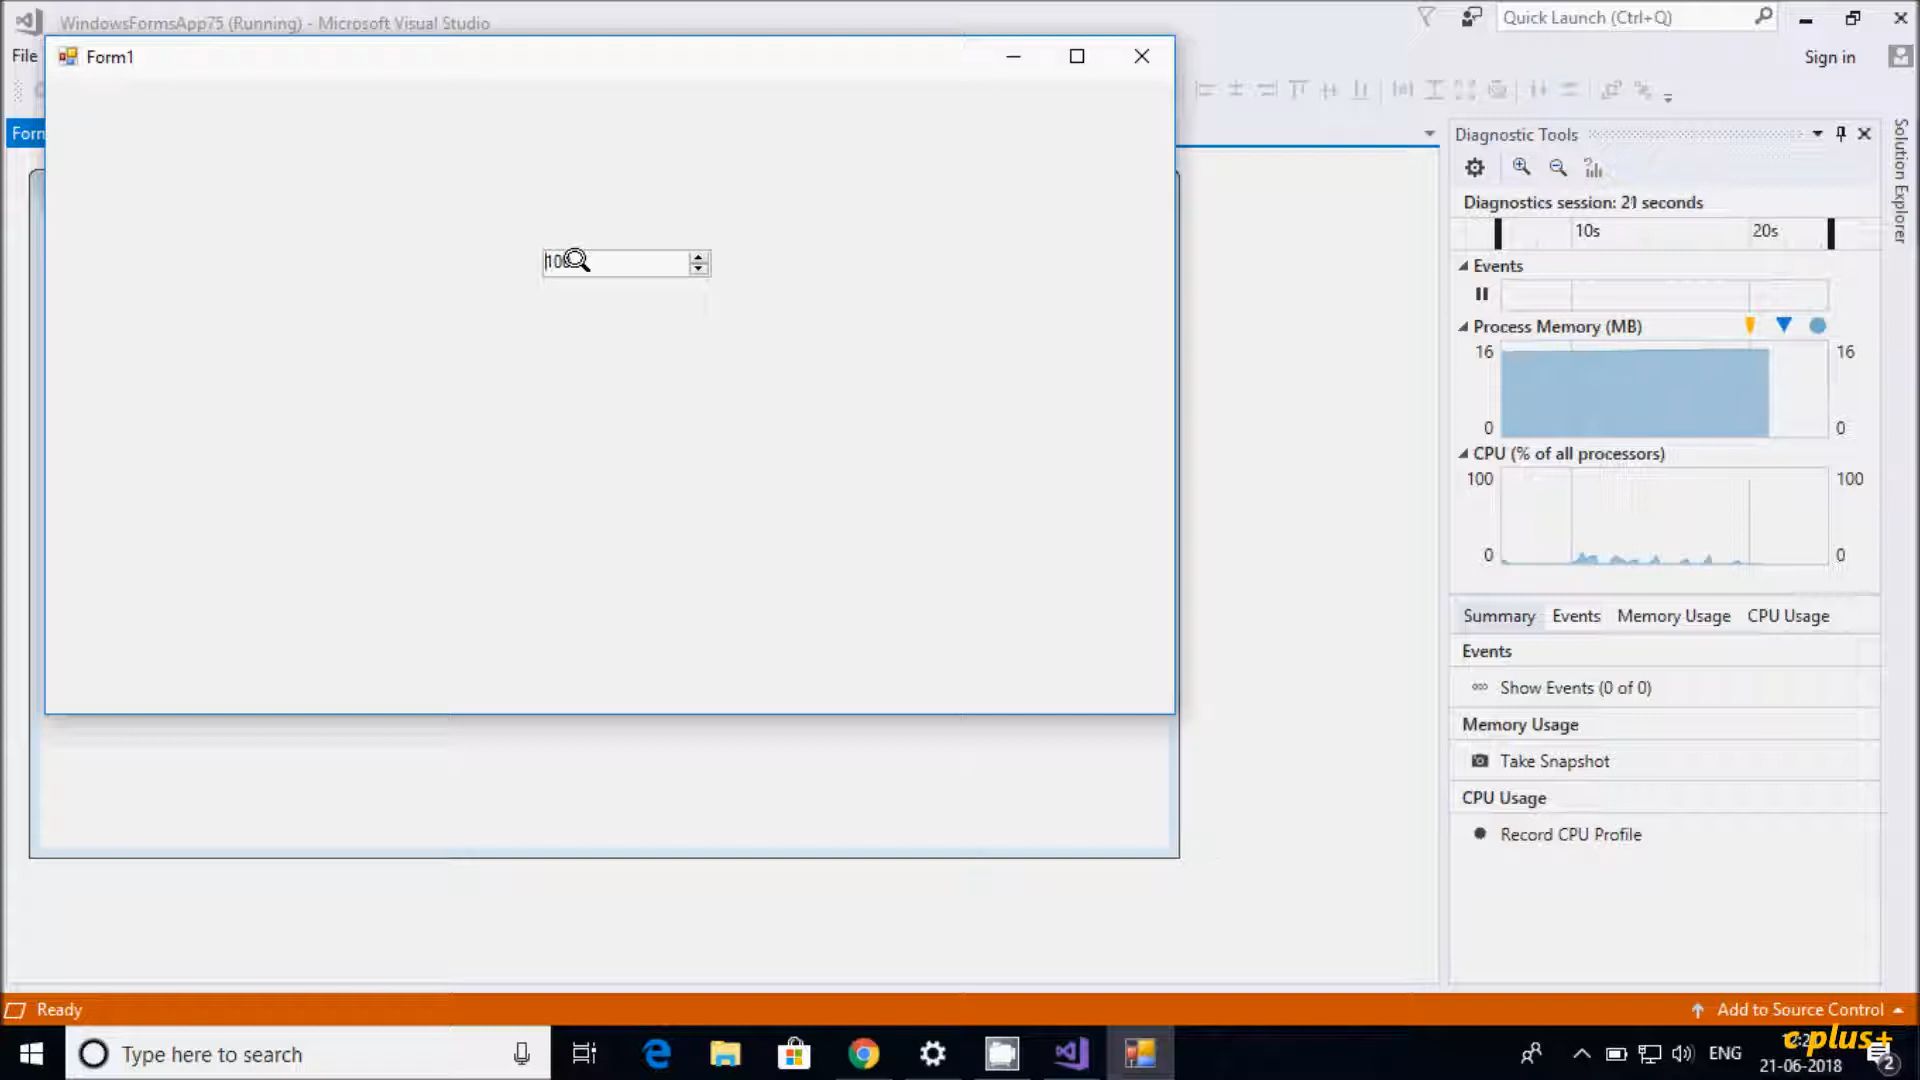 WindowsFormsApp75 (Running) - Microsoft Visual Studio
Quick Launch (Ctrl+Q)
File
Form1
Sign in
Form
Diagnostic Tools
Solution Explorer
Diagnostics session: 21 seconds
10s 20s
Events
Process Memory (MB)
16 16
0 0
CPU (% of all processors)
100 100
0 0
Summary Events Memory Usage CPU Usage
Events
Show Events (0 of 0)
Memory Usage
Take Snapshot
CPU Usage
Record CPU Profile
Ready
Add to Source Control
Type here to search
ENG
21-06-2018
2